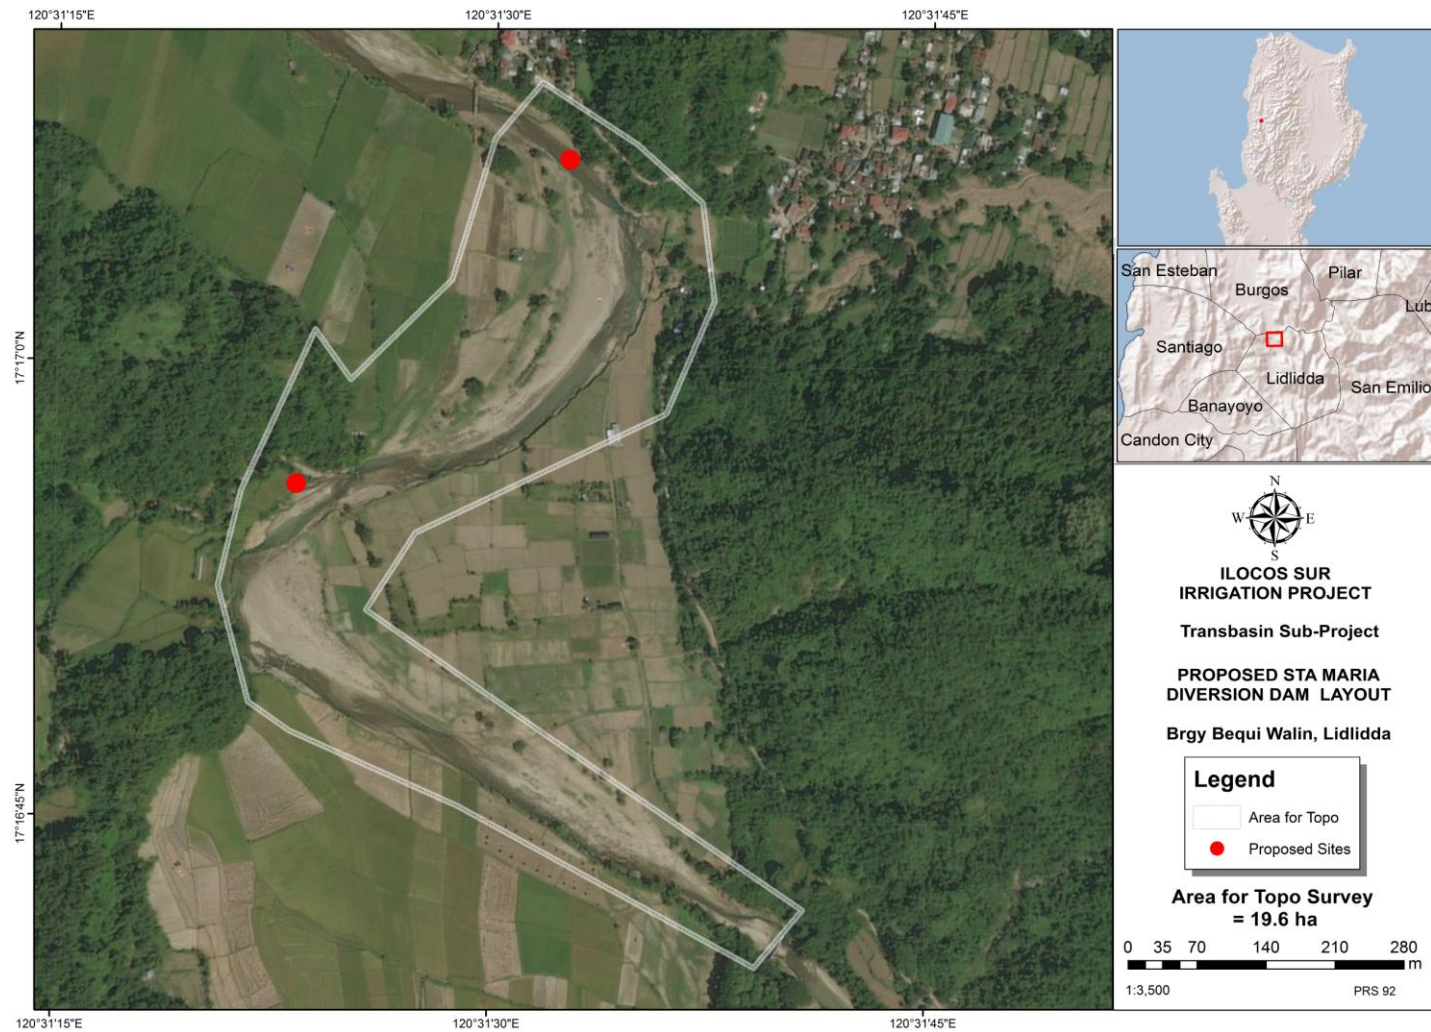 120°31'15"E
120°31'30"E
120°31'45"E
17°17'0"N
17°16'45"N
120°31'15"E
120°31'30"E
120°31'45"E
San Esteban
Pilar
Burgos
Lub
Santiago
Lidlidda
San Emilio
Banayoyo
Candon City
N
W
E
S
ILOCOS SUR
IRRIGATION PROJECT
Transbasin Sub-Project
PROPOSED STA MARIA
DIVERSION DAM LAYOUT
Brgy Bequi Walin, Lidlidda
Legend
Area for Topo
Proposed Sites
Area for Topo Survey
= 19.6 ha
0 35 70 140 210 280
m
1:3,500
PRS 92